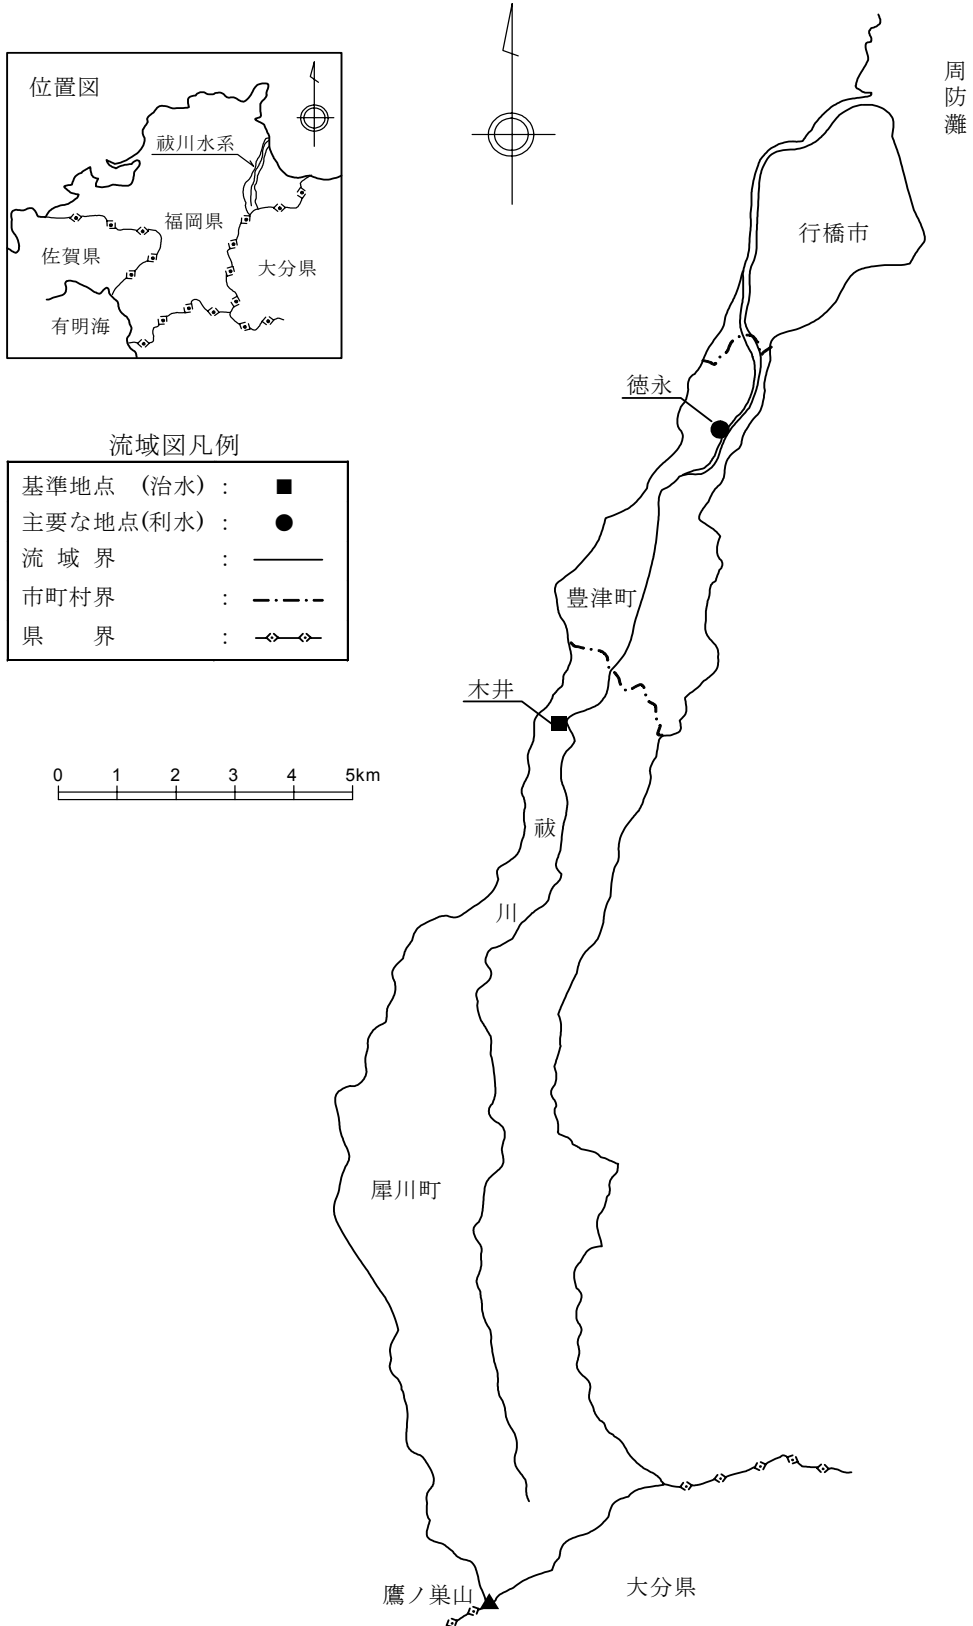 位置図
祓川水系
福岡県
佐賀県
大分県
有明海
周防灘
行橋市
徳永
流域図凡例
基準地点 (治水) : ■
主要な地点(利水) : ●
流域界 :
市町村界 :
県界 :
豊津町
木井
0 1 2 3 4 5km
祓川
犀川町
鷹ノ巣山
大分県